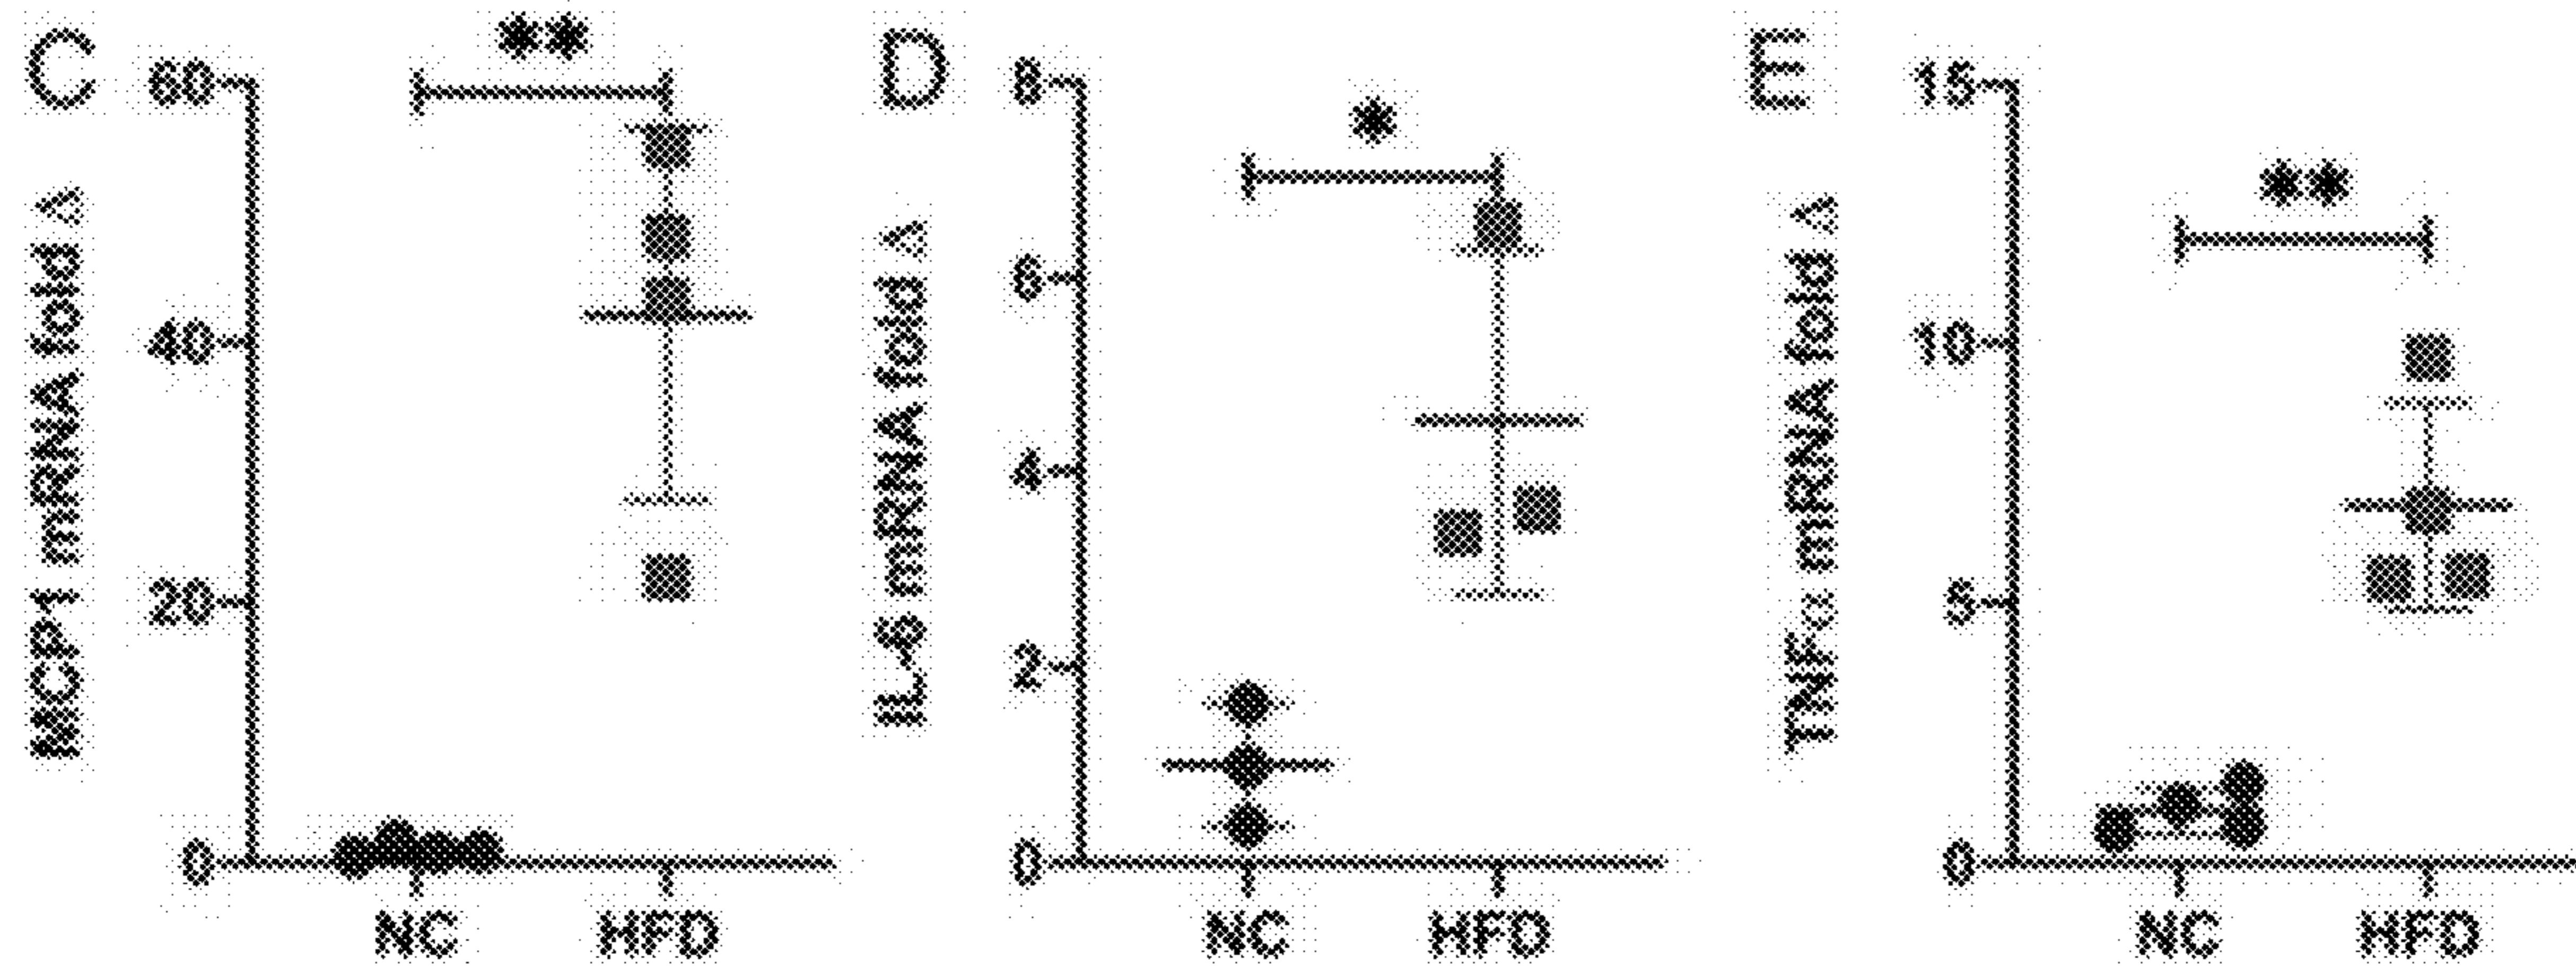 C
MCP1 mRNA fold Δ
60
40
20
0
**
NC HFD
D
IL-6 mRNA fold Δ
8
6
4
2
0
*
NC HFD
E
TNFα mRNA fold Δ
15
10
5
0
**
NC HFD